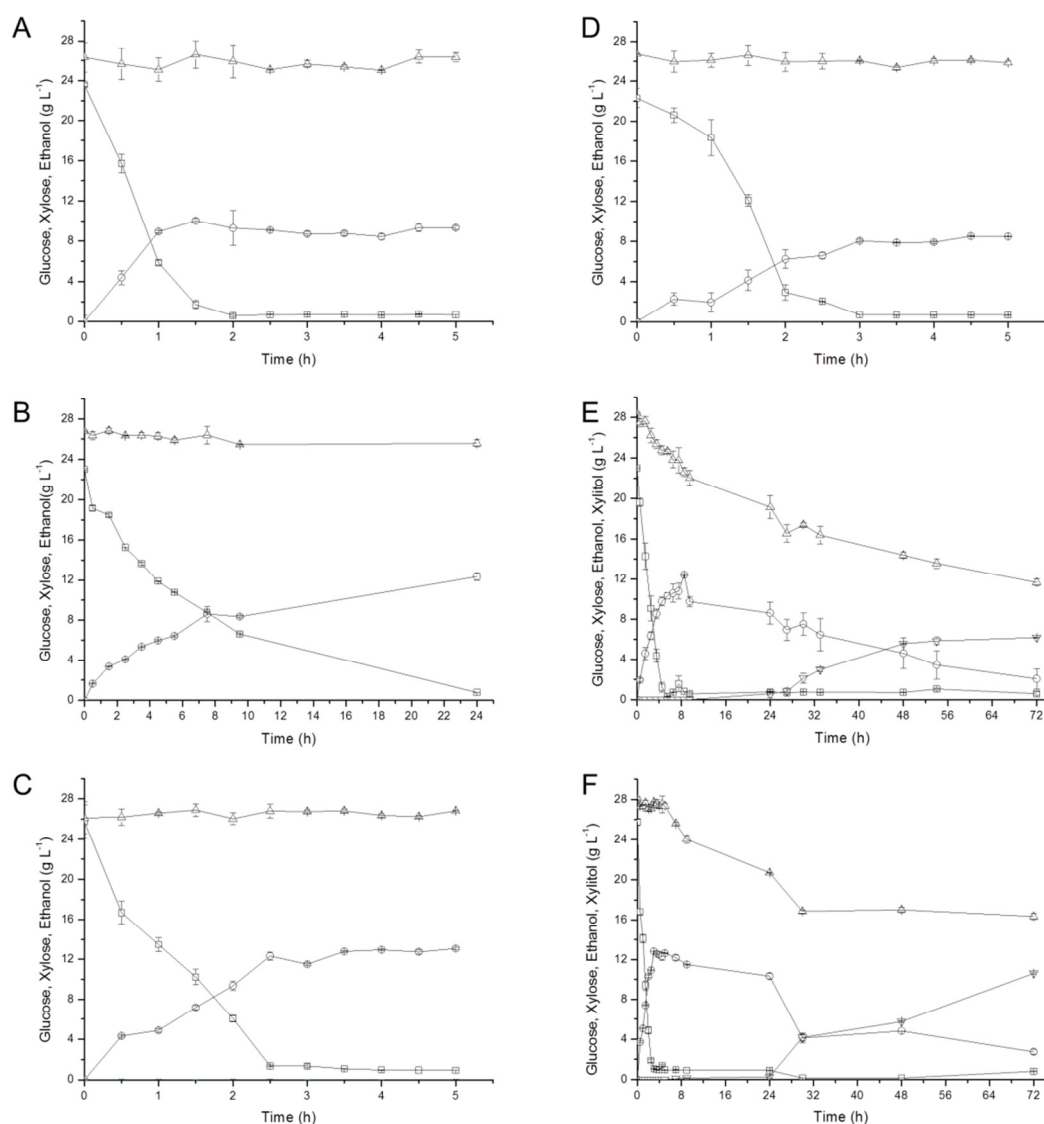 A
Glucose, Xylose, Ethanol (g L⁻¹)
28
24
20
16
12
8
4
0
0 1 2 3 4 5
Time (h)
D
Glucose, Xylose, Ethanol (g L⁻¹)
28
24
20
16
12
8
4
0
0 1 2 3 4 5
Time (h)
B
Glucose, Xylose, Ethanol(g L⁻¹)
28
24
20
16
12
8
4
0
0 2 4 6 8 10 12 14 16 18 20 22 24
Time (h)
E
Glucose, Xylose, Ethanol, Xylitol (g L⁻¹)
28
24
20
16
12
8
4
0
0 8 16 24 32 40 48 56 64 72
Time (h)
C
Glucose, Xylose, Ethanol (g L⁻¹)
28
24
20
16
12
8
4
0
0 1 2 3 4 5
Time (h)
F
Glucose, Xylose, Ethanol, Xylitol (g L⁻¹)
28
24
20
16
12
8
4
0
0 8 16 24 32 40 48 56 64 72
Time (h)